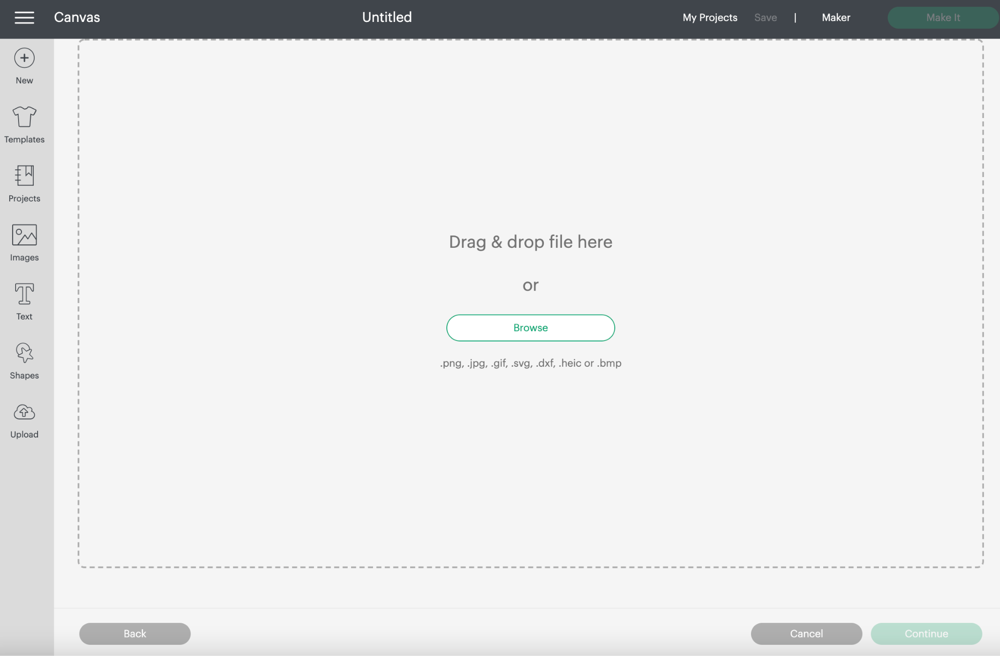 Canvas
Untitled
My Projects Save | Maker Make It
New
Templates
Projects
Images
Text
Shapes
Upload
Drag & drop file here
or
Browse
.png, .jpg, .gif, .svg, .dxf, .heic or .bmp
Back
Cancel
Continue